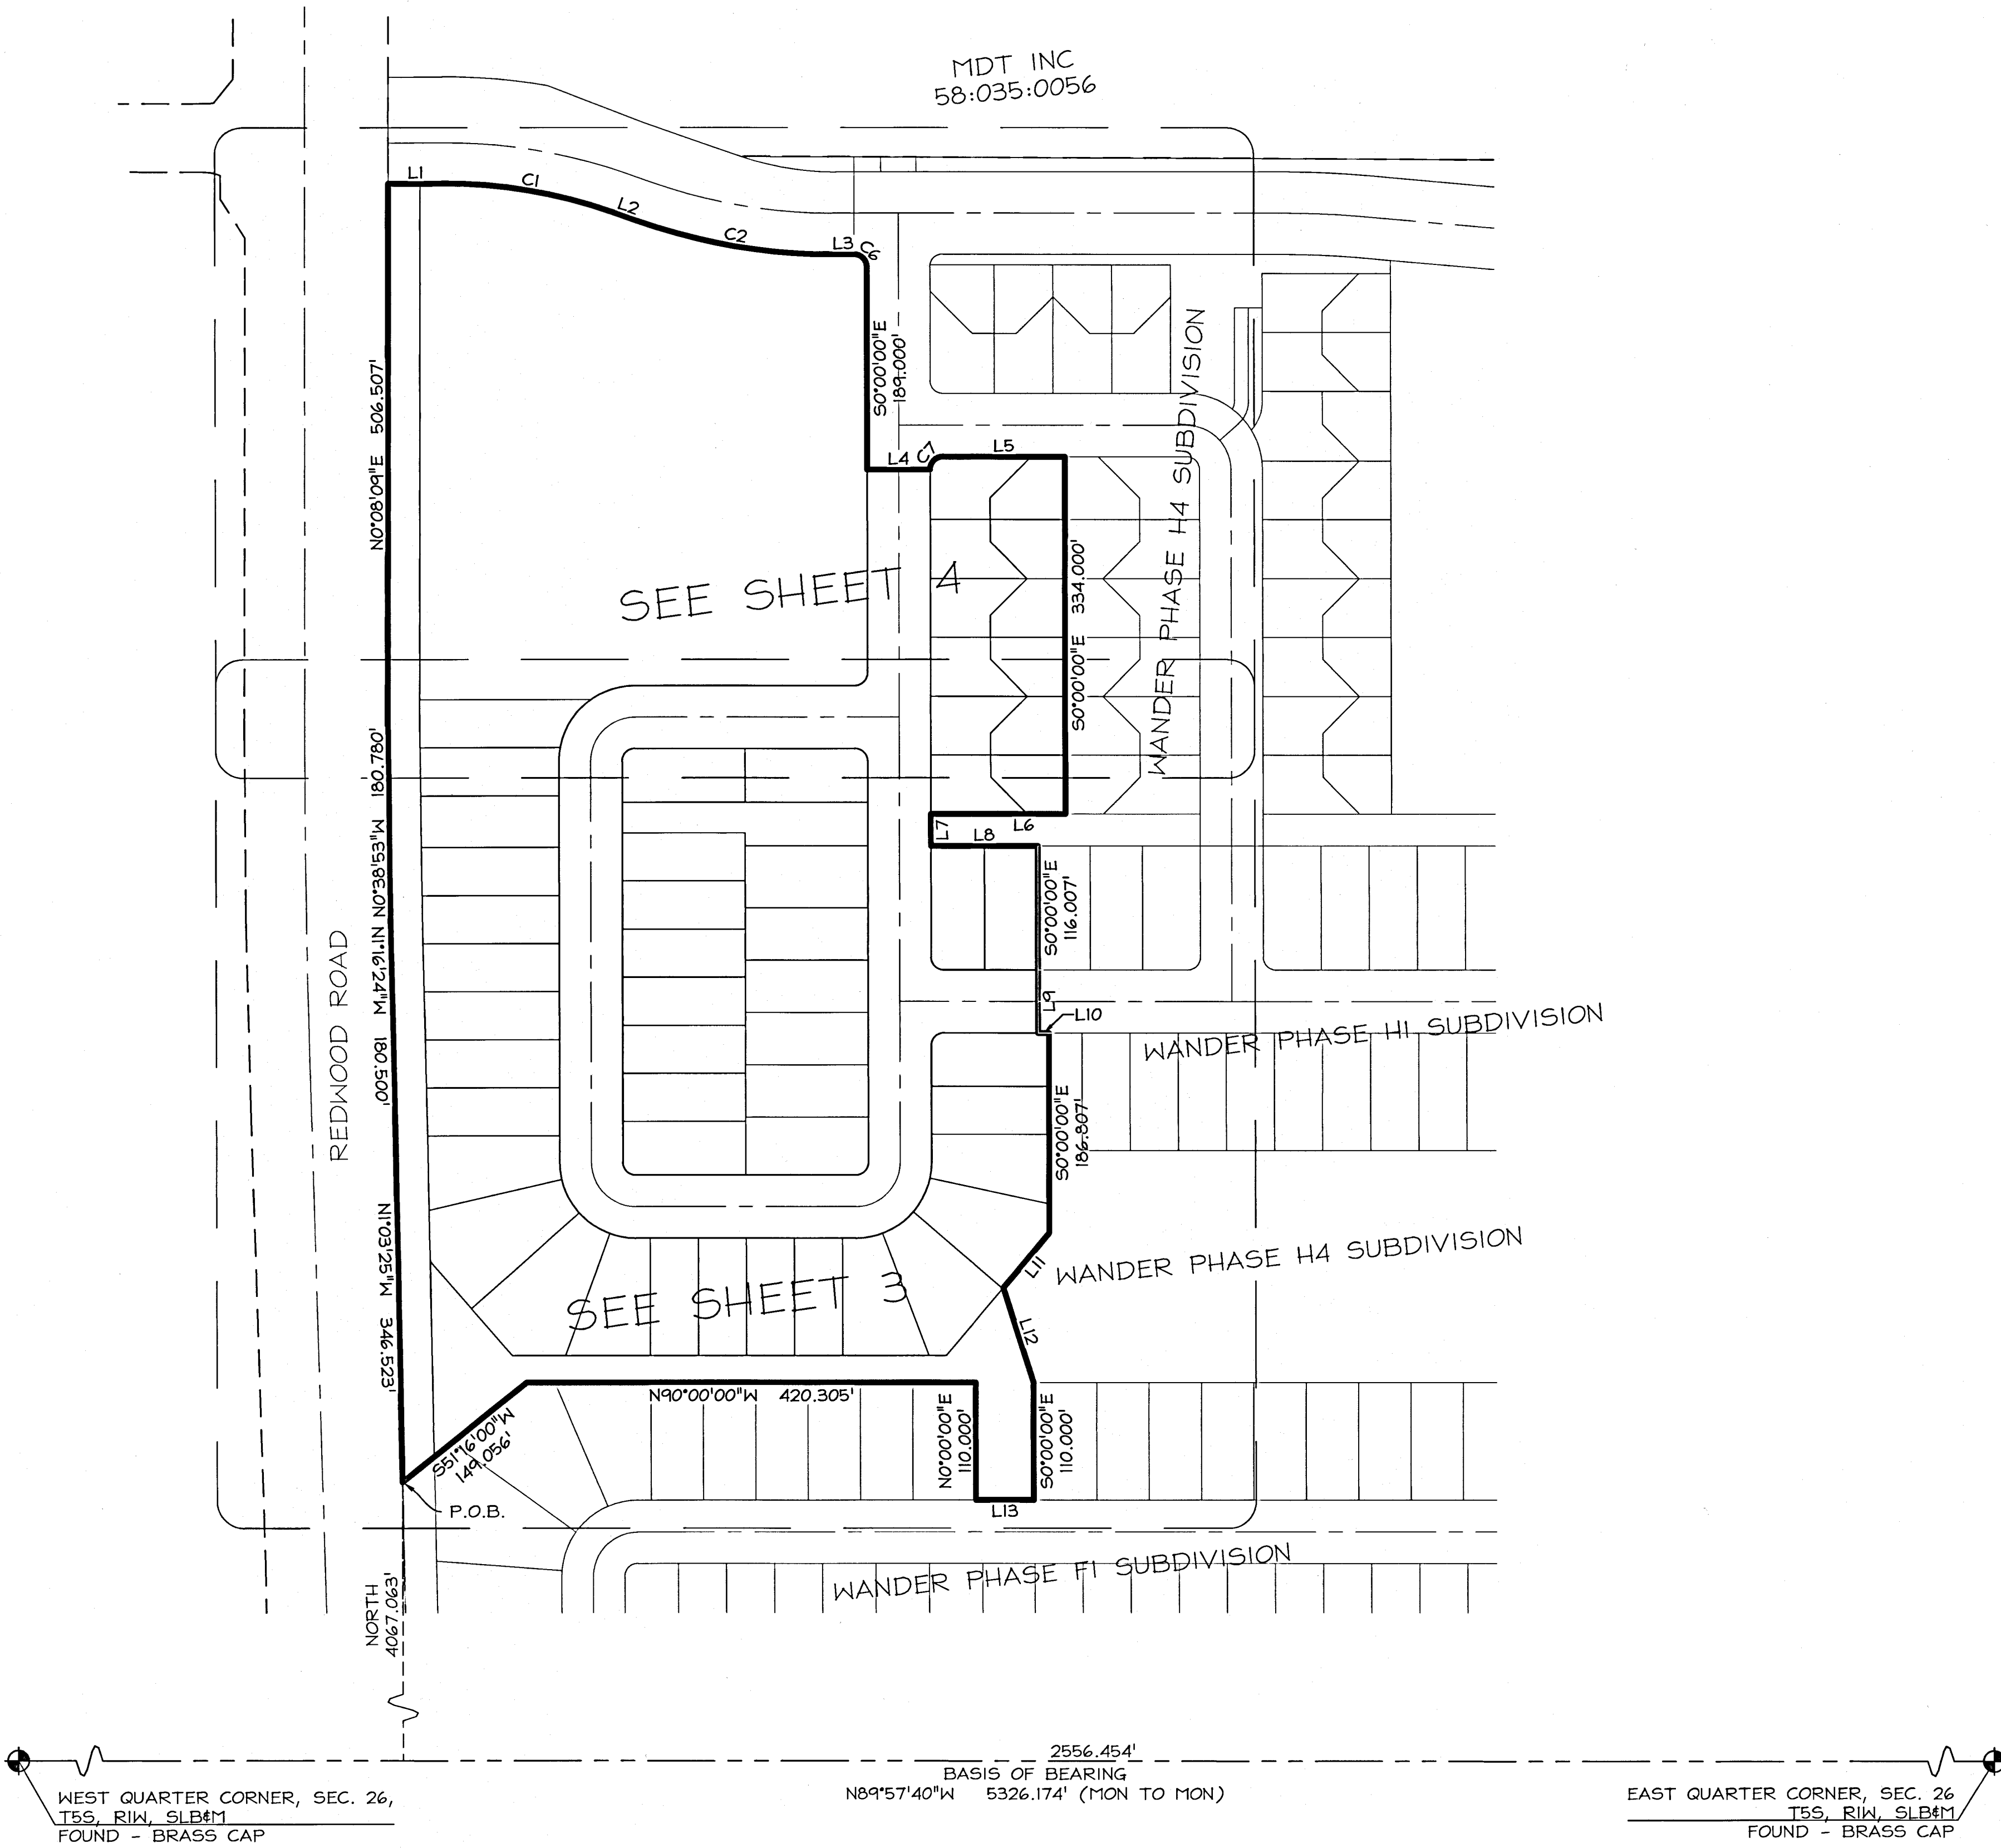 MDT INC
58:035:0056
L1
C1
L2
C2
L3
C6
S0°00'00"E
189.000'
N0°08'09"E 506.507'
L4
C7
L5
WANDER PHASE H4 SUBDIVISION
SEE SHEET 4
S0°00'00"E 334.000'
N0°38'53"W 180.780'
L7
L8
L6
S0°00'00"E
116.007'
N1°16'24"W 180.500'
L9
L10
WANDER PHASE H1 SUBDIVISION
REDWOOD ROAD
S0°00'00"E
186.807'
N1°03'25"W 346.523'
L11
WANDER PHASE H4 SUBDIVISION
SEE SHEET 3
L12
N90°00'00"W 420.305'
S51°16'00"W
149.056'
N0°00'00"E
110.000'
S0°00'00"E
110.000'
L13
P.O.B.
WANDER PHASE F1 SUBDIVISION
NORTH
4067.063'
2556.454'
BASIS OF BEARING
N89°57'40"W 5326.174' (MON TO MON)
WEST QUARTER CORNER, SEC. 26,
T5S, R1W, SLB&M
FOUND - BRASS CAP
EAST QUARTER CORNER, SEC. 26
T5S, R1W, SLB&M
FOUND - BRASS CAP